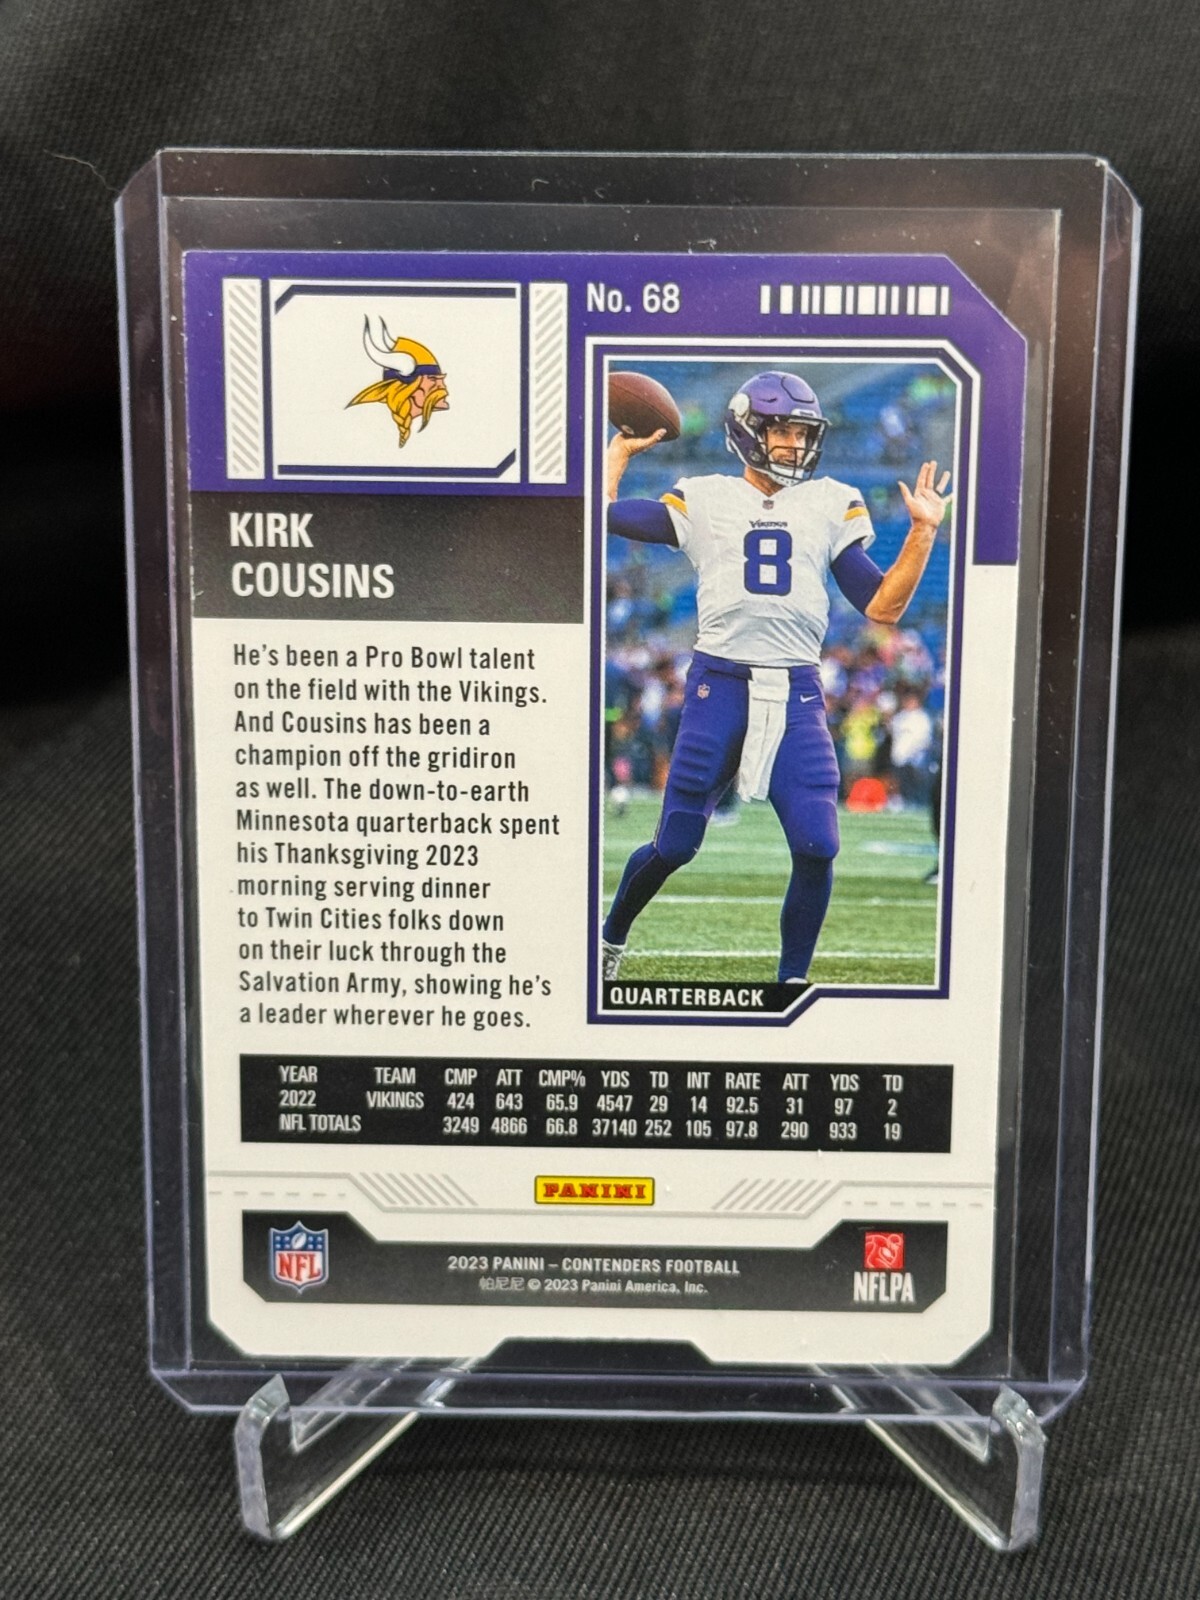 No. 68
KIRK
COUSINS
Vikings
8
He's been a Pro Bowl talent
on the field with the Vikings.
And Cousins has been a
champion off the gridiron
as well. The down-to-earth
Minnesota quarterback spent
his Thanksgiving 2023
morning serving dinner
to Twin Cities folks down
on their luck through the
Salvation Army, showing he's
a leader wherever he goes.
QUARTERBACK
YEAR TEAM CMP ATT CMP% YDS TD INT RATE ATT YDS TD
2022 VIKINGS 424 643 65.9 4547 29 14 92.5 31 97 2
NFL TOTALS 3249 4866 66.8 37140 252 105 97.8 290 933 19
PANINI
NFL
2023 PANINI – CONTENDERS FOOTBALL
帕尼尼 © 2023 Panini America, Inc.
NFLPA